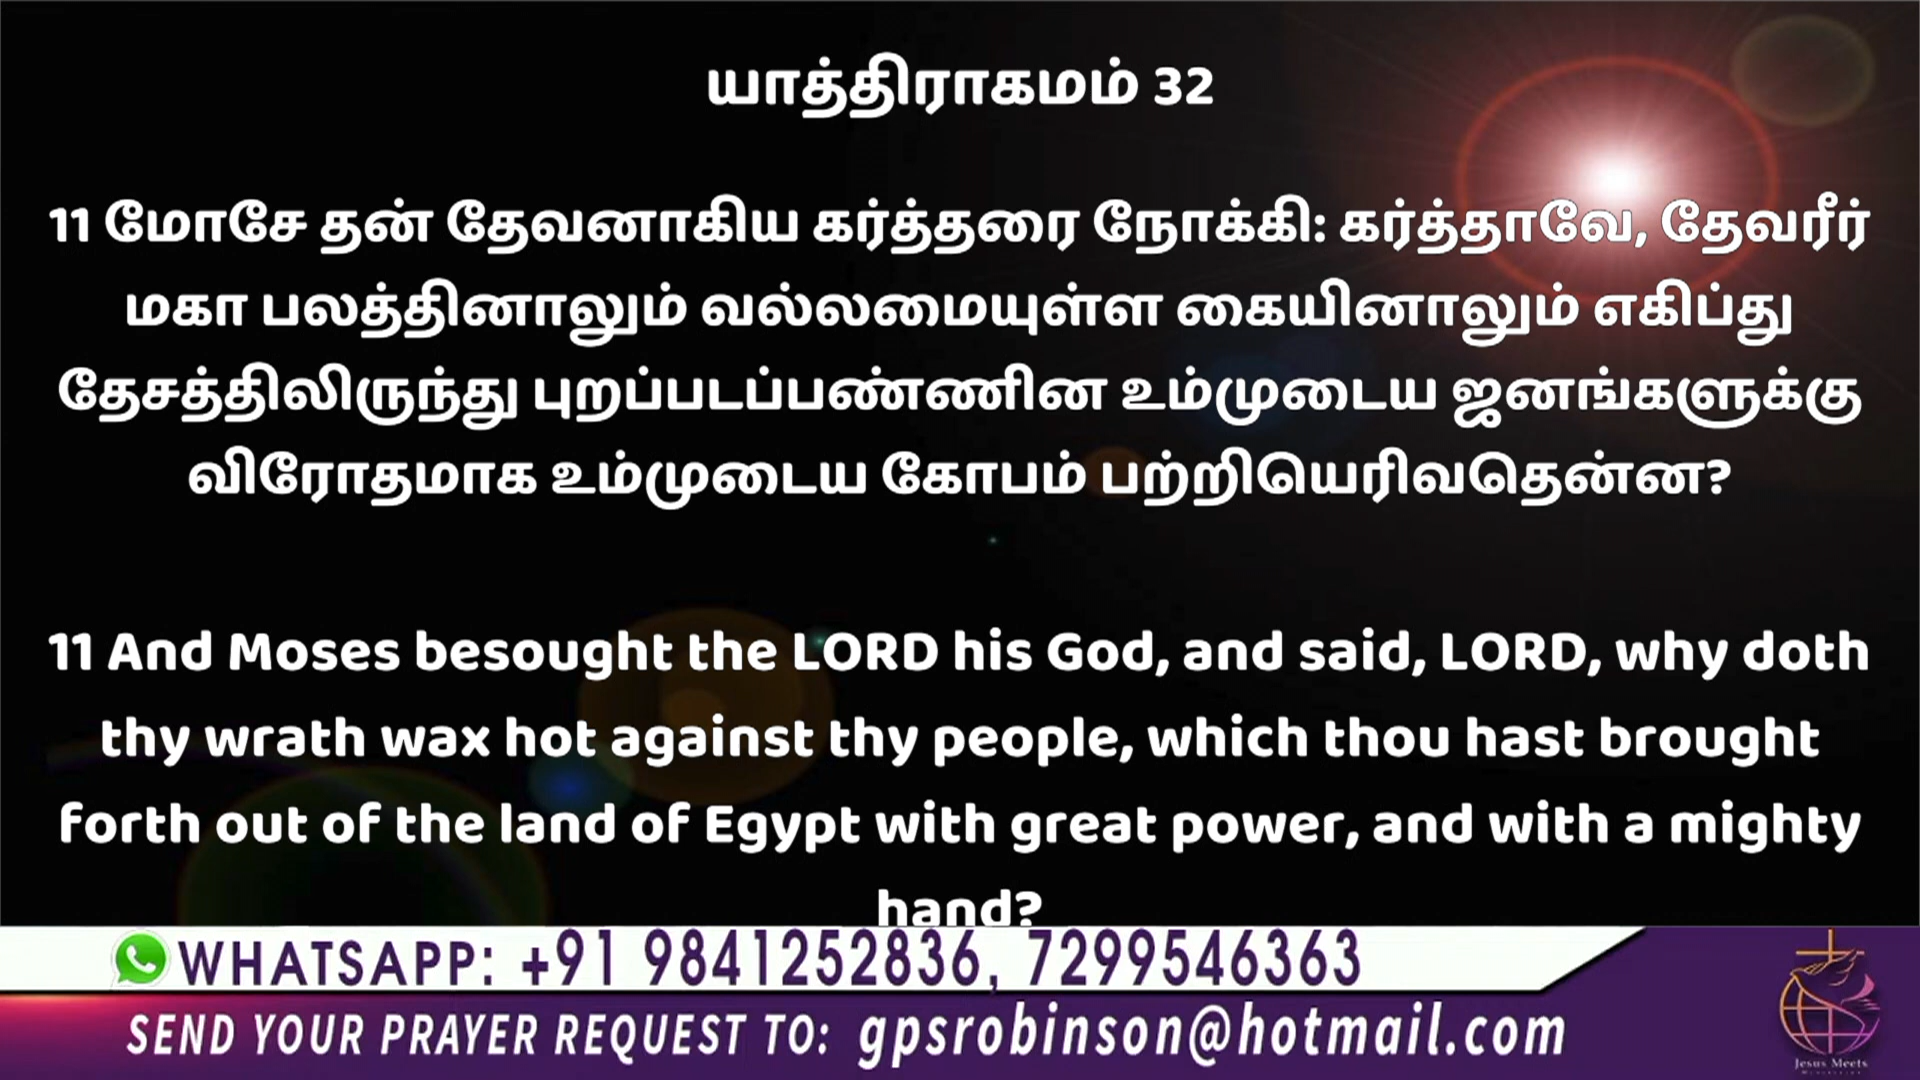 யாத்திராகமம் 32
11 மோசே தன் தேவனாகிய கர்த்தரை நோக்கி: கர்த்தாவே, தேவரீர்
மகா பலத்தினாலும் வல்லமையுள்ள கையினாலும் எகிப்து
தேசத்திலிருந்து புறப்படப்பண்ணின உம்முடைய ஜனங்களுக்கு
விரோதமாக உம்முடைய கோபம் பற்றியெரிவதென்ன?
11 And Moses besought the LORD his God, and said, LORD, why doth
thy wrath wax hot against thy people, which thou hast brought
forth out of the land of Egypt with great power, and with a mighty
hand?
WHATSAPP: +91 9841252836, 7299546363
SEND YOUR PRAYER REQUEST TO: gpsrobinson@hotmail.com
Jesus Meets